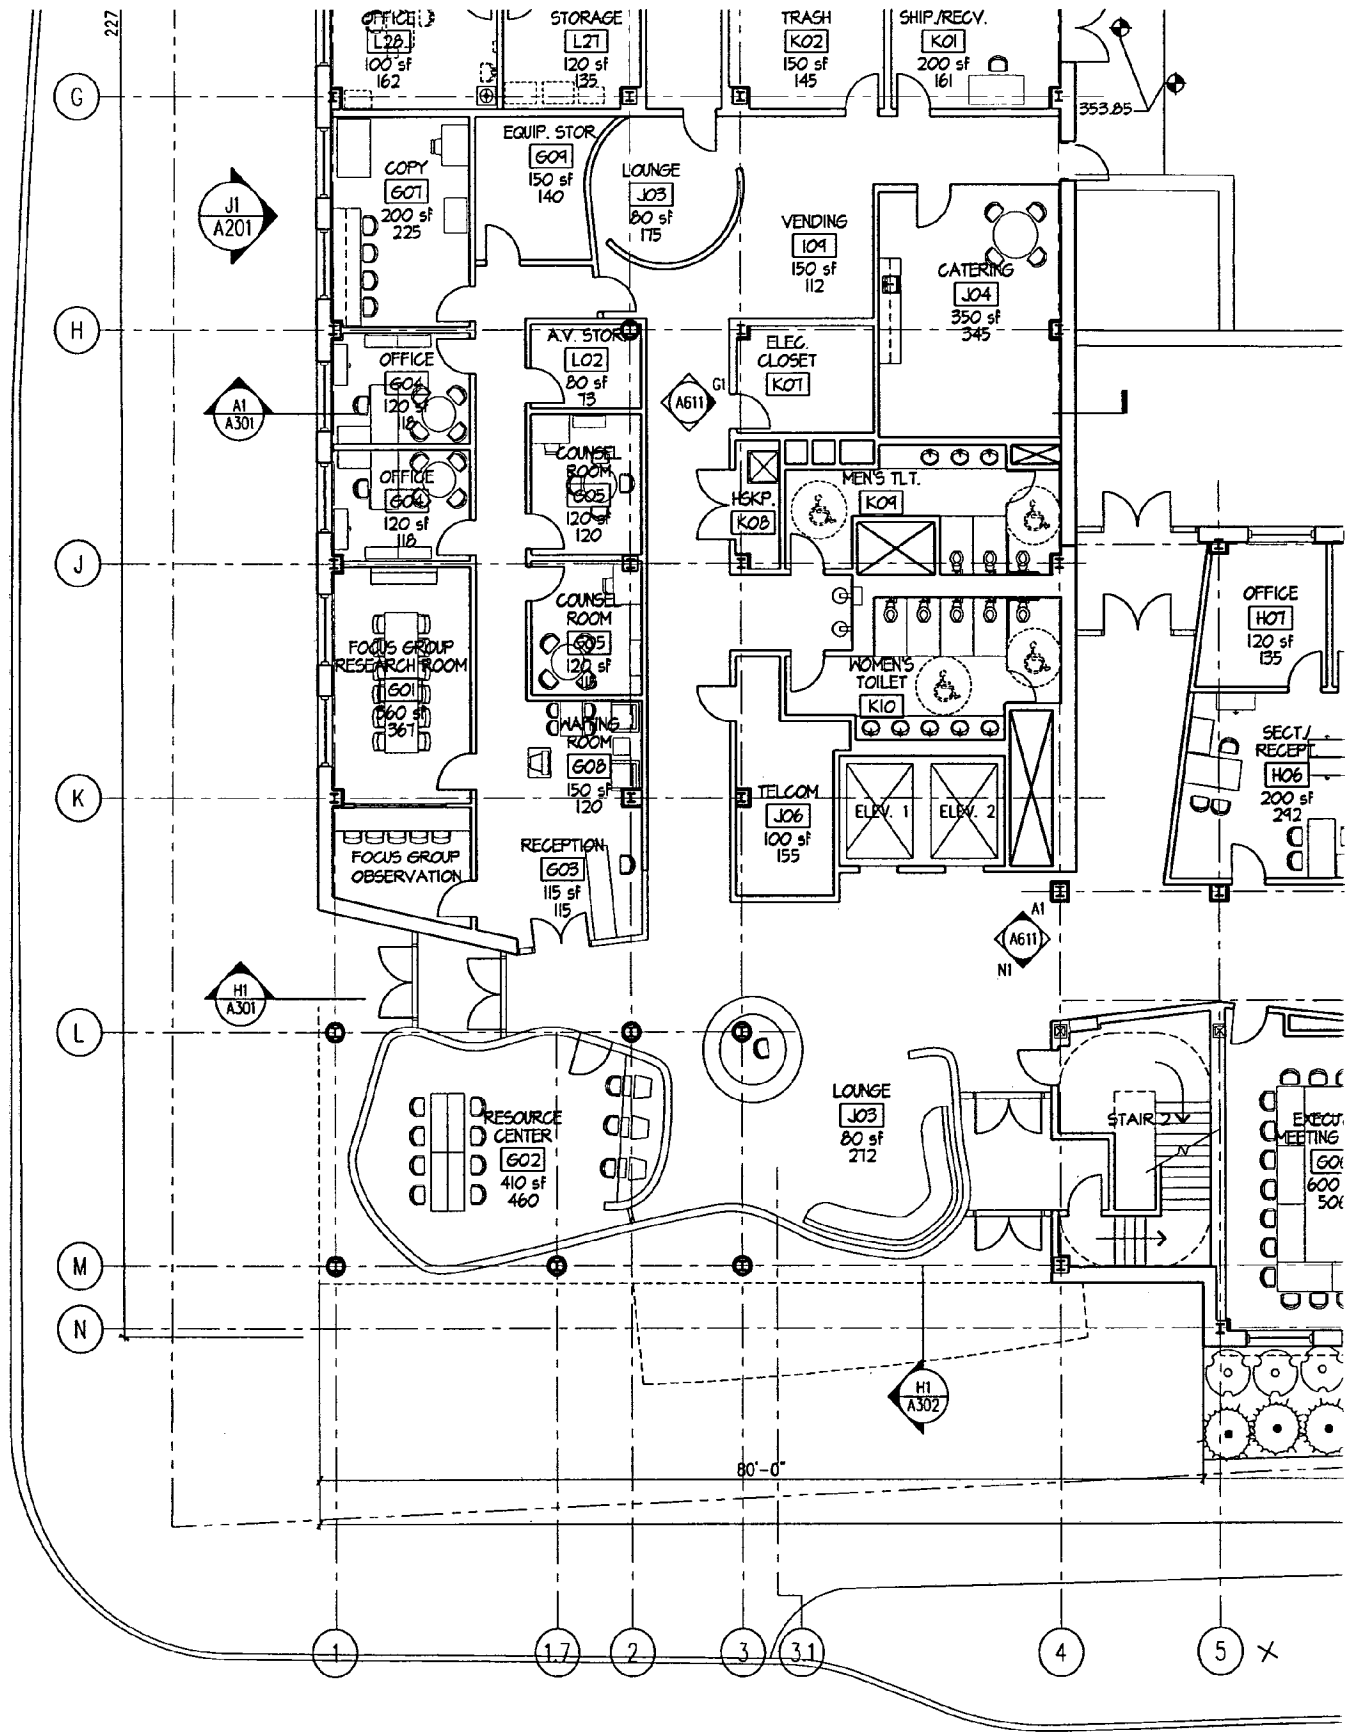 227
OFFICE
L28
100 sf
162
STORAGE
L27
120 sf
135
TRASH
K02
150 sf
145
SHIP./RECV.
K01
200 sf
161
G
353.85
EQUIP. STOR.
G09
150 sf
140
COPY
G07
200 sf
225
LOUNGE
J03
80 sf
175
J1
A201
VENDING
I09
150 sf
112
CATERING
J04
350 sf
345
H
A.V. STOR.
L02
80 sf
73
ELEC.
CLOSET
K07
OFFICE
G04
120 sf
118
G1
A611
A1
A301
COUNSEL
ROOM
G05
120 sf
120
OFFICE
G04
120 sf
118
MEN'S TLT.
K09
HSKP.
K08
J
OFFICE
H07
120 sf
135
COUNSEL
ROOM
G05
120 sf
FOCUS GROUP
RESEARCH ROOM
G01
360 sf
367
WOMEN'S
TOILET
K10
WAITING
ROOM
G08
150 sf
120
SECT./
RECEPT
H06
200 sf
292
K
TELCOM
J06
100 sf
155
ELEV. 1
ELEV. 2
FOCUS GROUP
OBSERVATION
RECEPTION
G03
115 sf
115
A1
A611
N1
H1
A301
L
LOUNGE
J03
80 sf
272
RESOURCE
CENTER
G02
410 sf
460
STAIR 2
EXECUT
MEETING
G06
600
506
M
N
H1
A302
80'-0"
1
1.7
2
3
3.1
4
5